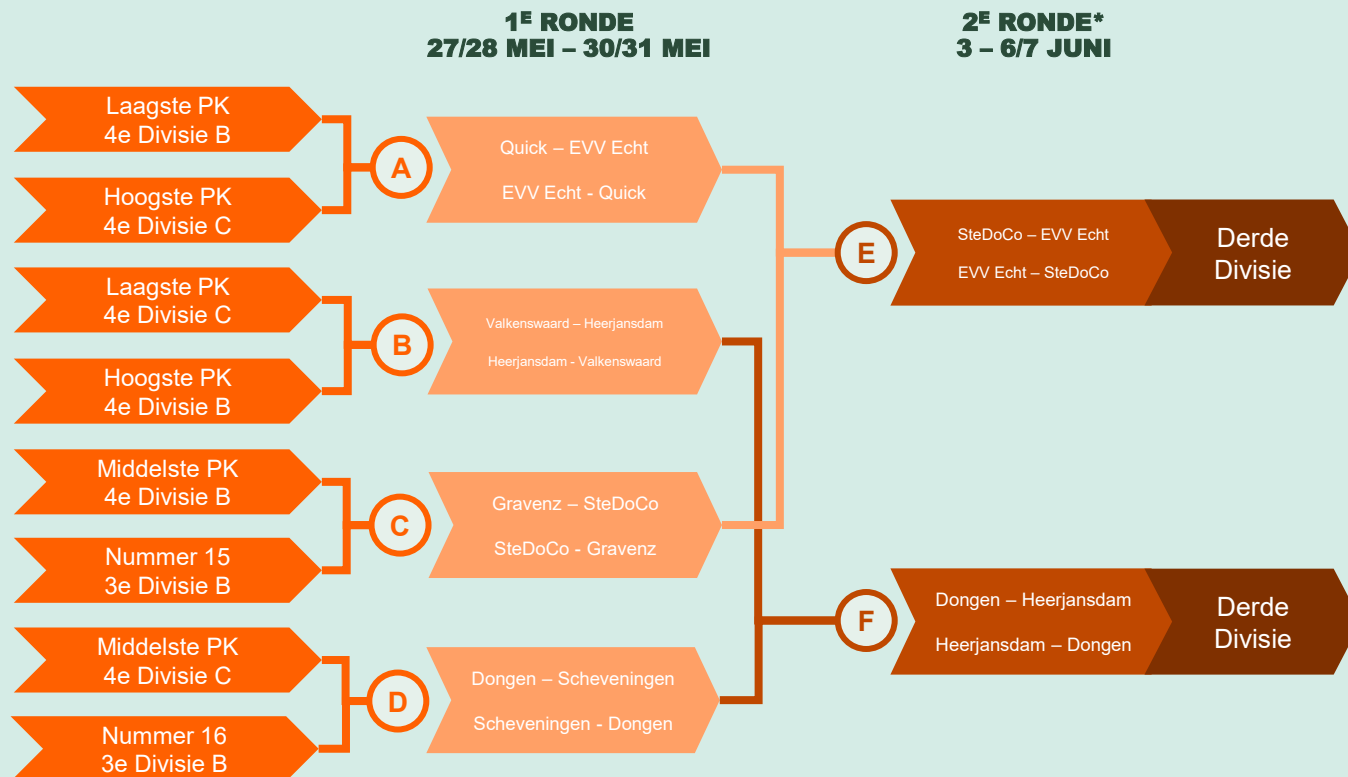 1E RONDE
27/28 MEI – 30/31 MEI
2E RONDE*
3 – 6/7 JUNI
Laagste PK
4e Divisie B
Hoogste PK
4e Divisie C
A
Quick – EVV Echt
EVV Echt - Quick
Laagste PK
4e Divisie C
Hoogste PK
4e Divisie B
B
Valkenswaard – Heerjansdam
Heerjansdam - Valkenswaard
Middelste PK
4e Divisie B
Nummer 15
3e Divisie B
C
Gravenz – SteDoCo
SteDoCo - Gravenz
Middelste PK
4e Divisie C
Nummer 16
3e Divisie B
D
Dongen – Scheveningen
Scheveningen - Dongen
E
SteDoCo – EVV Echt
EVV Echt – SteDoCo
Derde
Divisie
F
Dongen – Heerjansdam
Heerjansdam – Dongen
Derde
Divisie